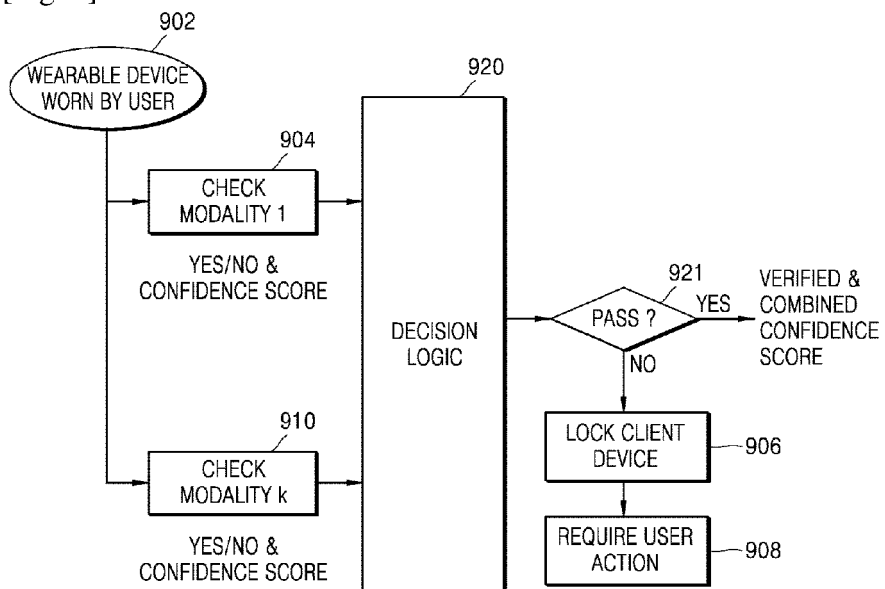 902
WEARABLE DEVICE
WORN BY USER
904
CHECK
MODALITY 1
YES/NO &
CONFIDENCE SCORE
910
CHECK
MODALITY k
YES/NO &
CONFIDENCE SCORE
920
DECISION
LOGIC
921
PASS ?
YES
VERIFIED &
COMBINED
CONFIDENCE
SCORE
NO
LOCK CLIENT
DEVICE
906
REQUIRE USER
ACTION
908